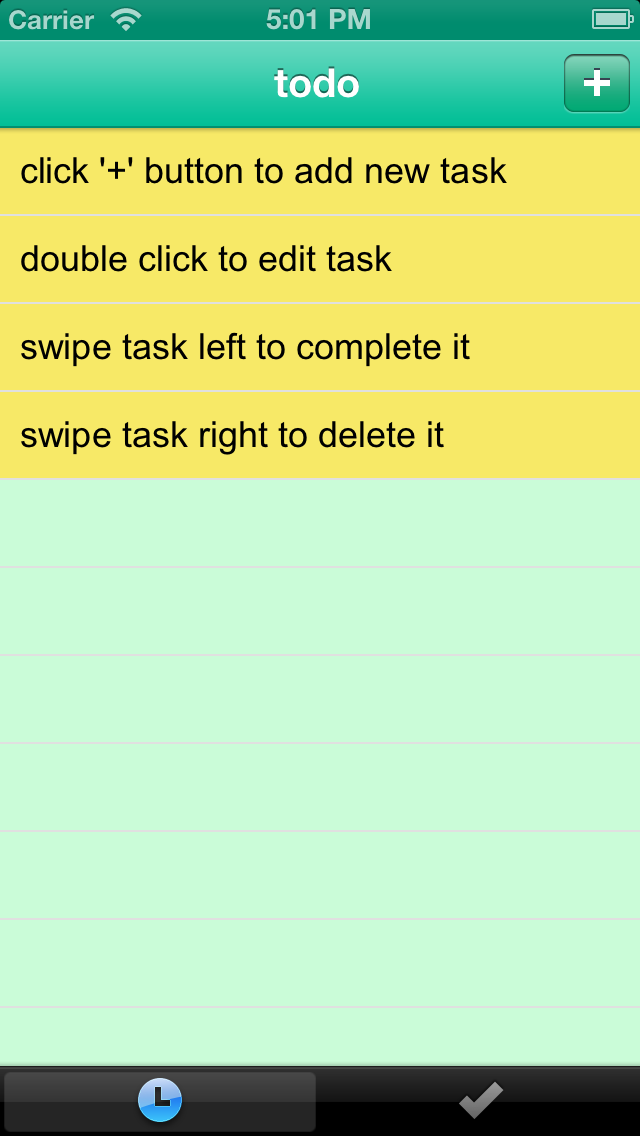 Carrier 5:01 PM
todo +
click '+' button to add new task
double click to edit task
swipe task left to complete it
swipe task right to delete it